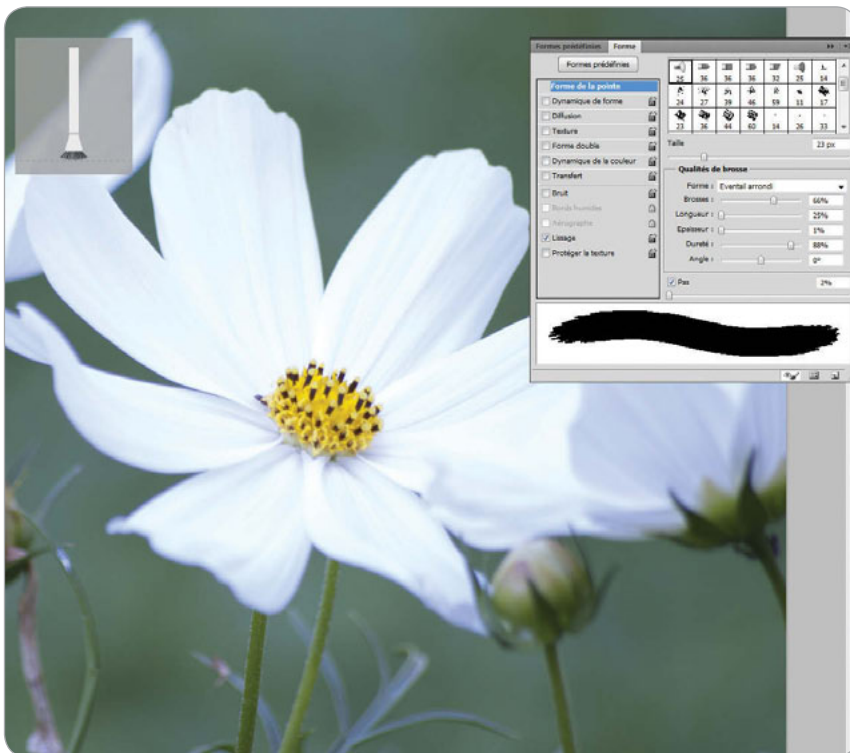 Formes prédéfinies Forme
Formes prédéfinies
Forme de la pointe
Dynamique de forme
Diffusion
Texture
Forme double
Dynamique de la couleur
Transfert
Bruit
Bords humides
Aérographe
Lissage
Protéger la texture
25 36 36 36 32 25 14
24 27 39 46 59 11 17
23 36 44 60 14 26 33
Taille 23 px
Qualités de brosse
Forme : Eventail arrondi
Brosses : 66%
Longueur : 25%
Epaisseur : 1%
Dureté : 88%
Angle : 0°
Pas 2%